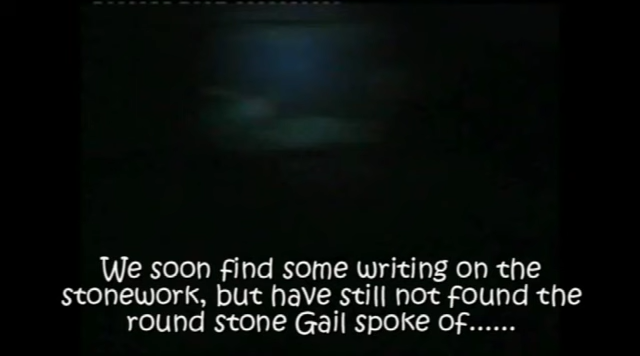 We soon find some writing on the
stonework, but have still not found the
round stone Gail spoke of......